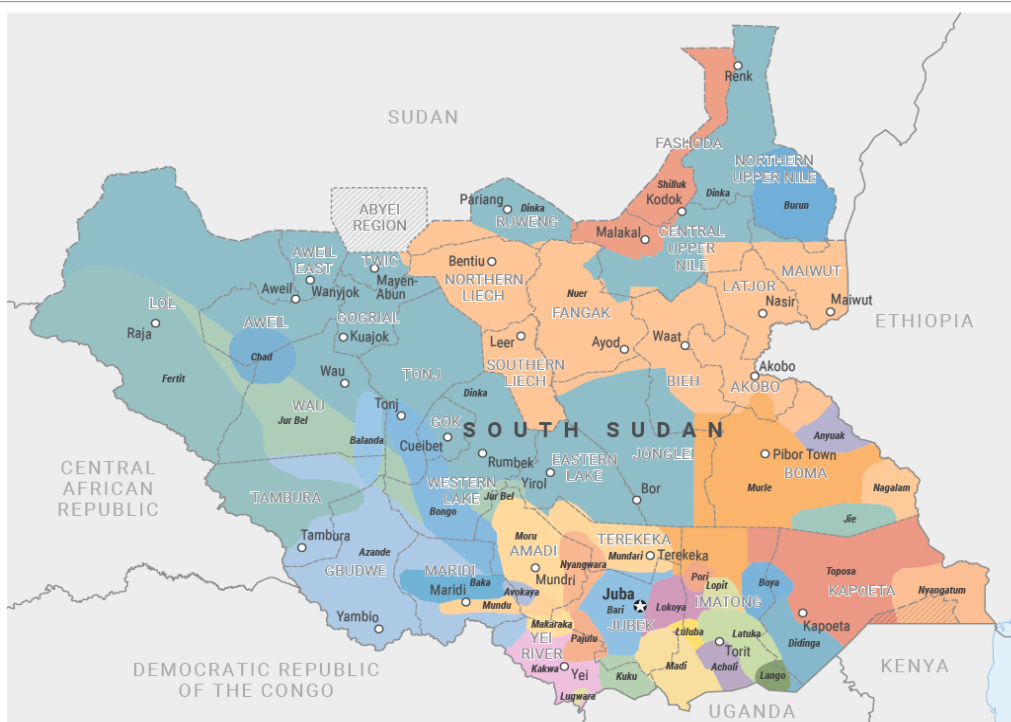 Renk
SUDAN
FASHODA
NORTHERN
UPPER NILE
Shilluk
Kodok
Dinka
Burun
Pariang
Dinka
RUWENG
ABYEI
REGION
Malakal
CENTRAL
UPPER
NILE
AWEIL
EAST
TWIC
Bentiu
MAIWUT
Mayen-
Abun
NORTHERN
LIECH
LATJOR
Aweil
Wanyjok
Nuer
LOL
Nasir
Maiwut
FANGAK
AWEIL
GOGRIAL
ETHIOPIA
Raja
Kuajok
Leer
Ayod
Waat
Chad
SOUTHERN
LIECH
Akobo
Wau
TONJ
BIEH
AKOBO
Fertit
Dinka
WAU
Tonj
Jur Bel
GOK
SOUTH SUDAN
Anyuak
Balanda
Cueibet
Rumbek
EASTERN
LAKE
JONGLEI
Pibor Town
BOMA
CENTRAL
AFRICAN
REPUBLIC
Yirol
WESTERN
LAKE
Murle
Nagalam
TAMBURA
Jur Bel
Bor
Bongo
Jie
Tambura
Moru
TEREKEKA
Azande
AMADI
Mundari
Terekeka
GBUDWE
MARIDI
Nyangwara
Baka
Mundri
Pori
Lopit
Boya
Toposa
Maridi
Avokaya
Juba
KAPOETA
Nyangatum
Mundu
Bari
Lokoya
IMATONG
Yambio
Makaraka
JUBEK
Kapoeta
YEI
RIVER
Pajulu
Luluba
Latuka
Torit
Didinga
Kakwa
Yei
Kuku
Madi
Acholi
Lango
KENYA
DEMOCRATIC REPUBLIC
OF THE CONGO
Lugwara
UGANDA